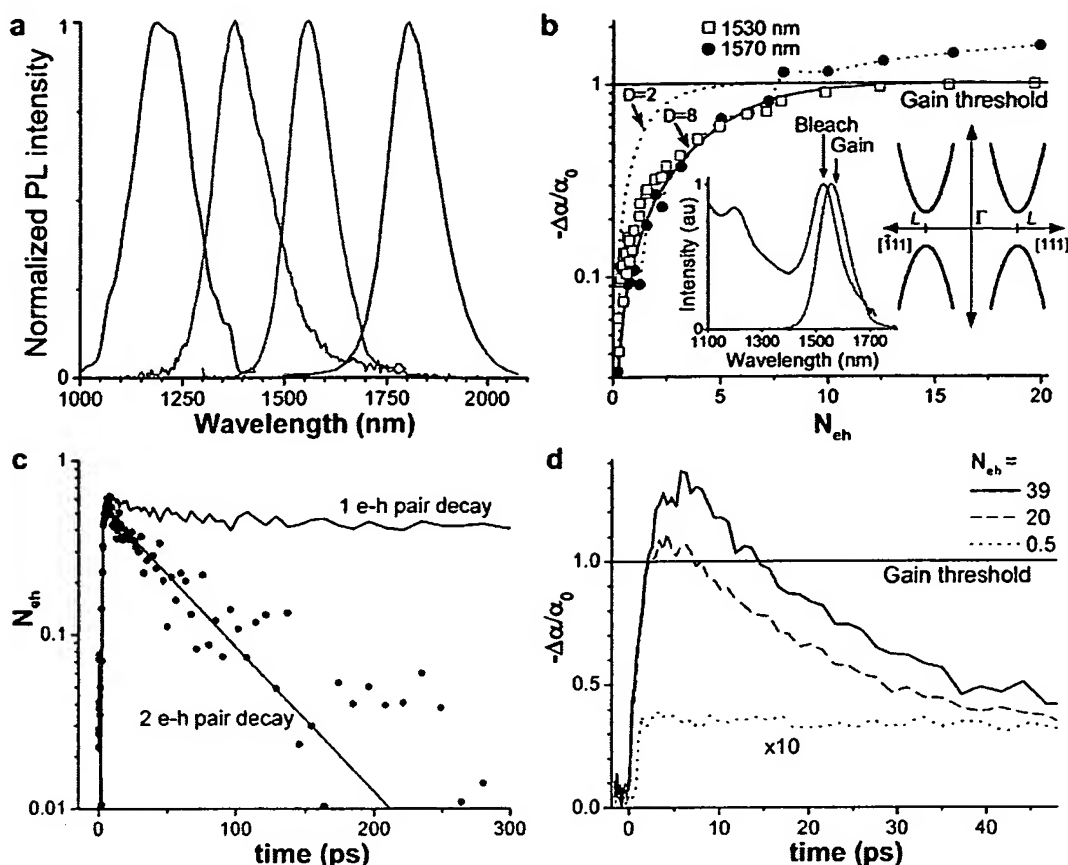 a
Normalized PL intensity
1
0
1000 1250 1500 1750 2000
Wavelength (nm)
b
1530 nm
1570 nm
-Δα/α₀
1
0.1
D=2
D=8
Gain threshold
Bleach
Gain
Intensity (au)
1
0
1100 1300 1500 1700
Wavelength (nm)
L Γ L
[1̄11] [111]
0 5 10 15 20
Nₑₕ
c
Nₑₕ
1
0.1
0.01
1 e-h pair decay
2 e-h pair decay
0 100 200 300
time (ps)
d
-Δα/α₀
Nₑₕ =
39
20
0.5
1.0
0.5
0.0
Gain threshold
x10
0 10 20 30 40
time (ps)